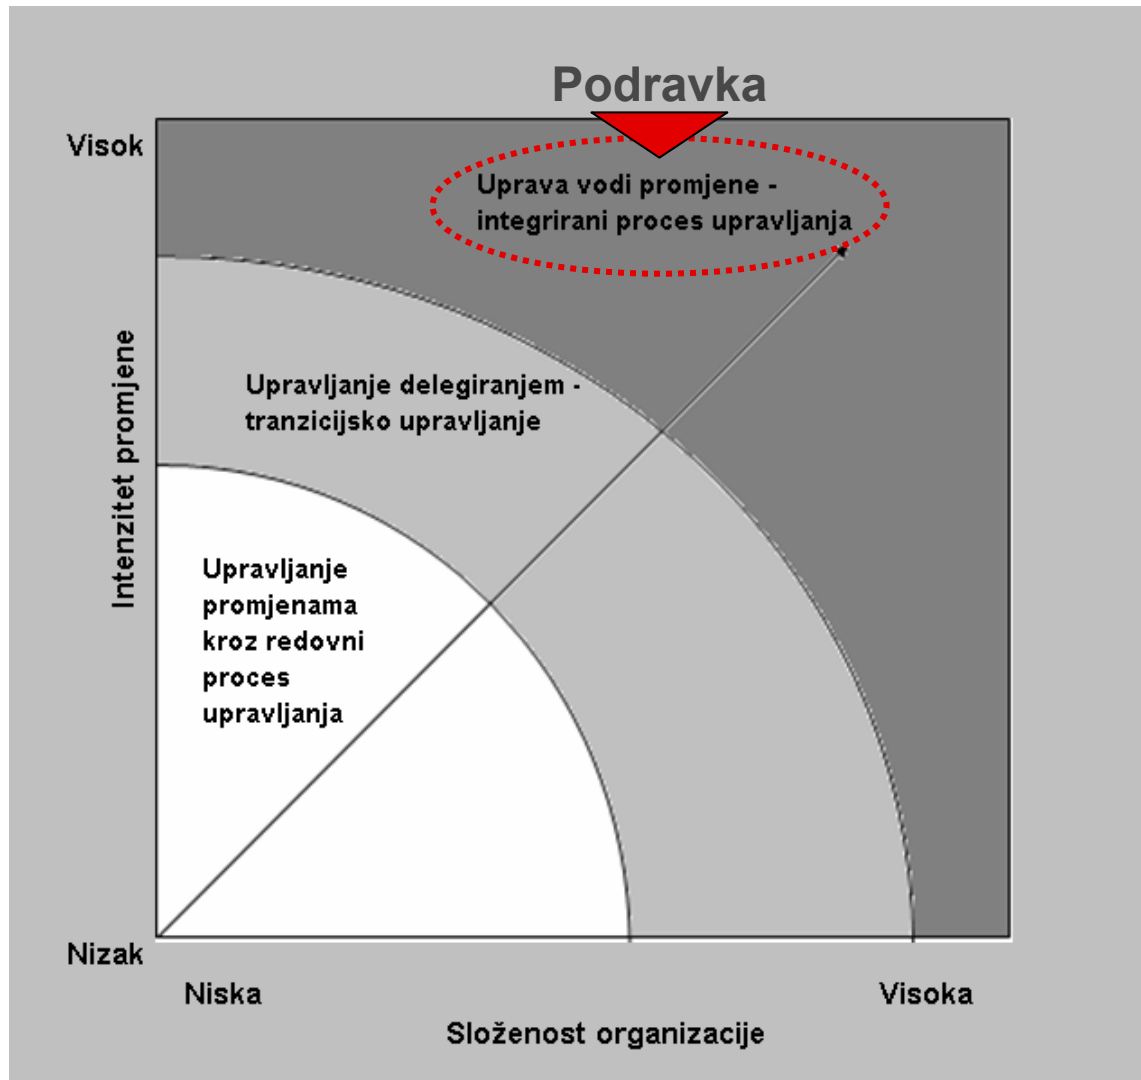 Podravka
Visok
Uprava vodi promjene -
integrirani proces upravljanja
Intenzitet promjene
Upravljanje delegiranjem -
tranzicijsko upravljanje
Upravljanje
promjenama
kroz redovni
proces
upravljanja
Nizak
Niska
Visoka
Složenost organizacije